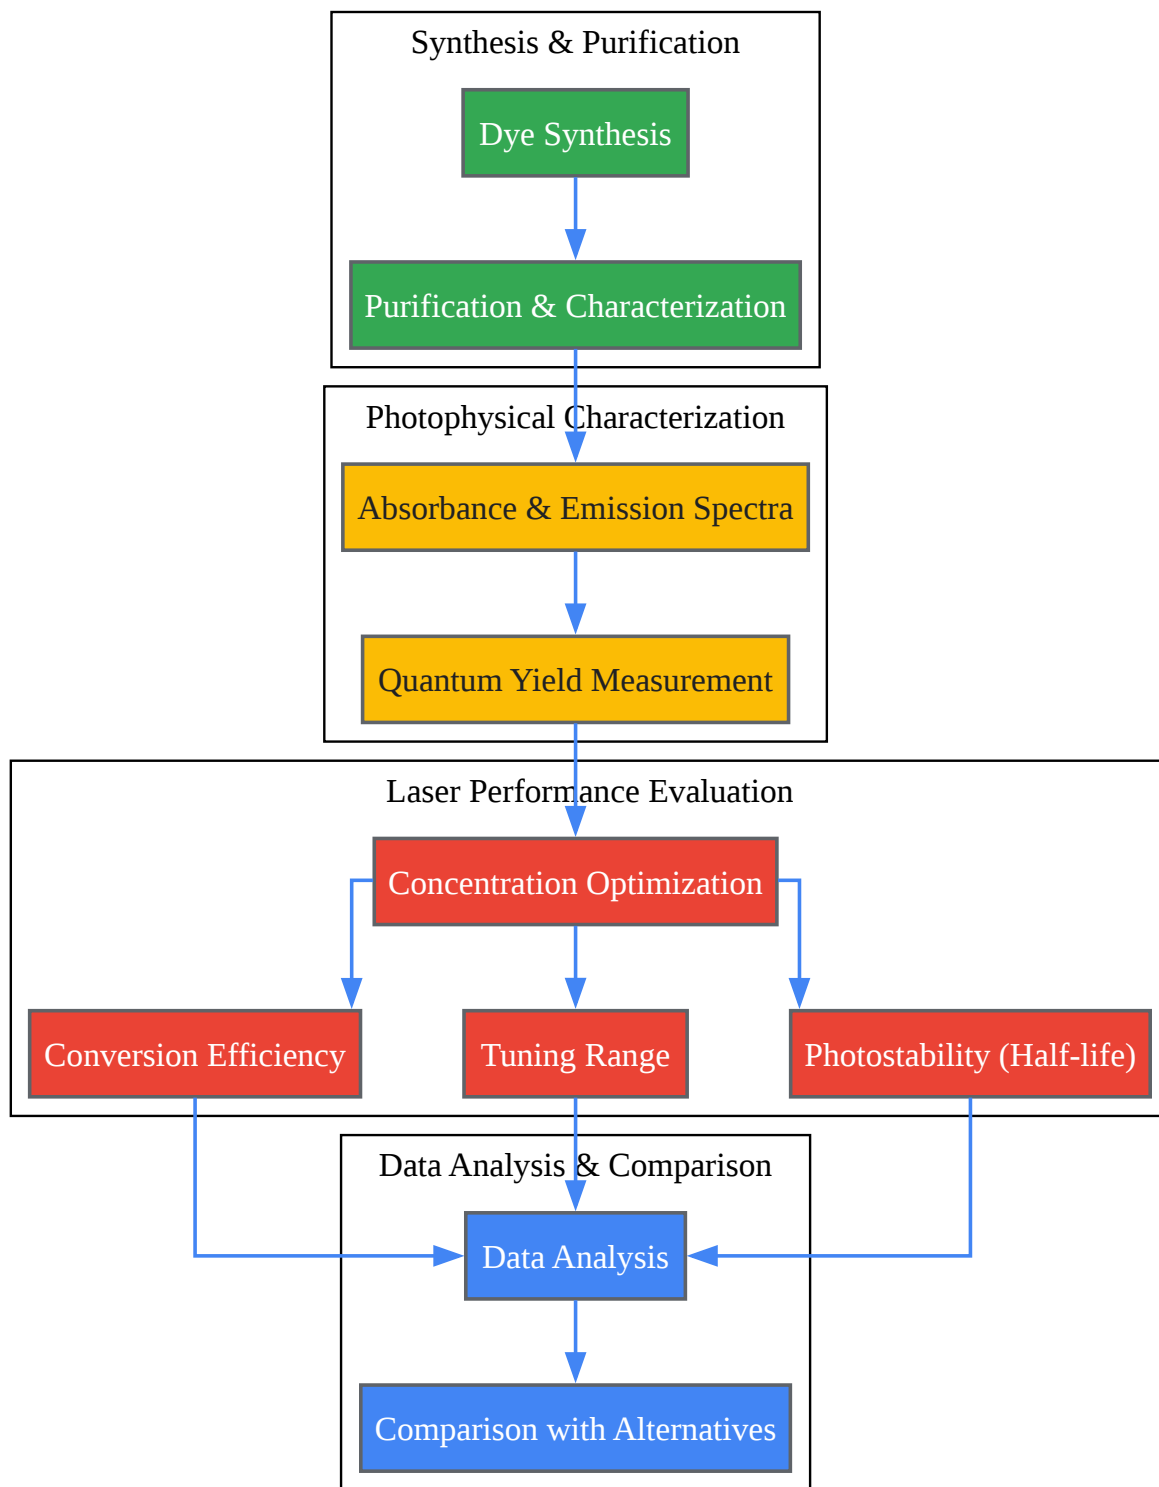 Synthesis & Purification
Dye Synthesis
Purification & Characterization
Photophysical Characterization
Absorbance & Emission Spectra
Quantum Yield Measurement
Laser Performance Evaluation
Concentration Optimization
Conversion Efficiency
Tuning Range
Photostability (Half-life)
Data Analysis & Comparison
Data Analysis
Comparison with Alternatives